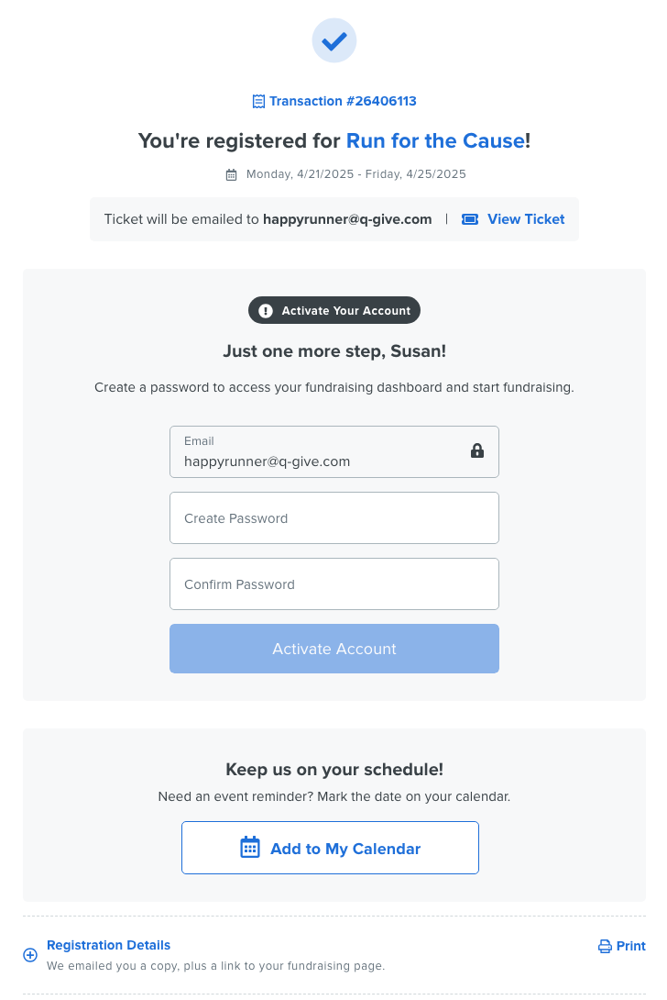 Transaction #26406113
You're registered for Run for the Cause!
Monday, 4/21/2025 - Friday, 4/25/2025
Ticket will be emailed to happyrunner@q-give.com | View Ticket
Activate Your Account
Just one more step, Susan!
Create a password to access your fundraising dashboard and start fundraising.
Email
happyrunner@q-give.com
Create Password
Confirm Password
Activate Account
Keep us on your schedule!
Need an event reminder? Mark the date on your calendar.
Add to My Calendar
Registration Details
Print
We emailed you a copy, plus a link to your fundraising page.